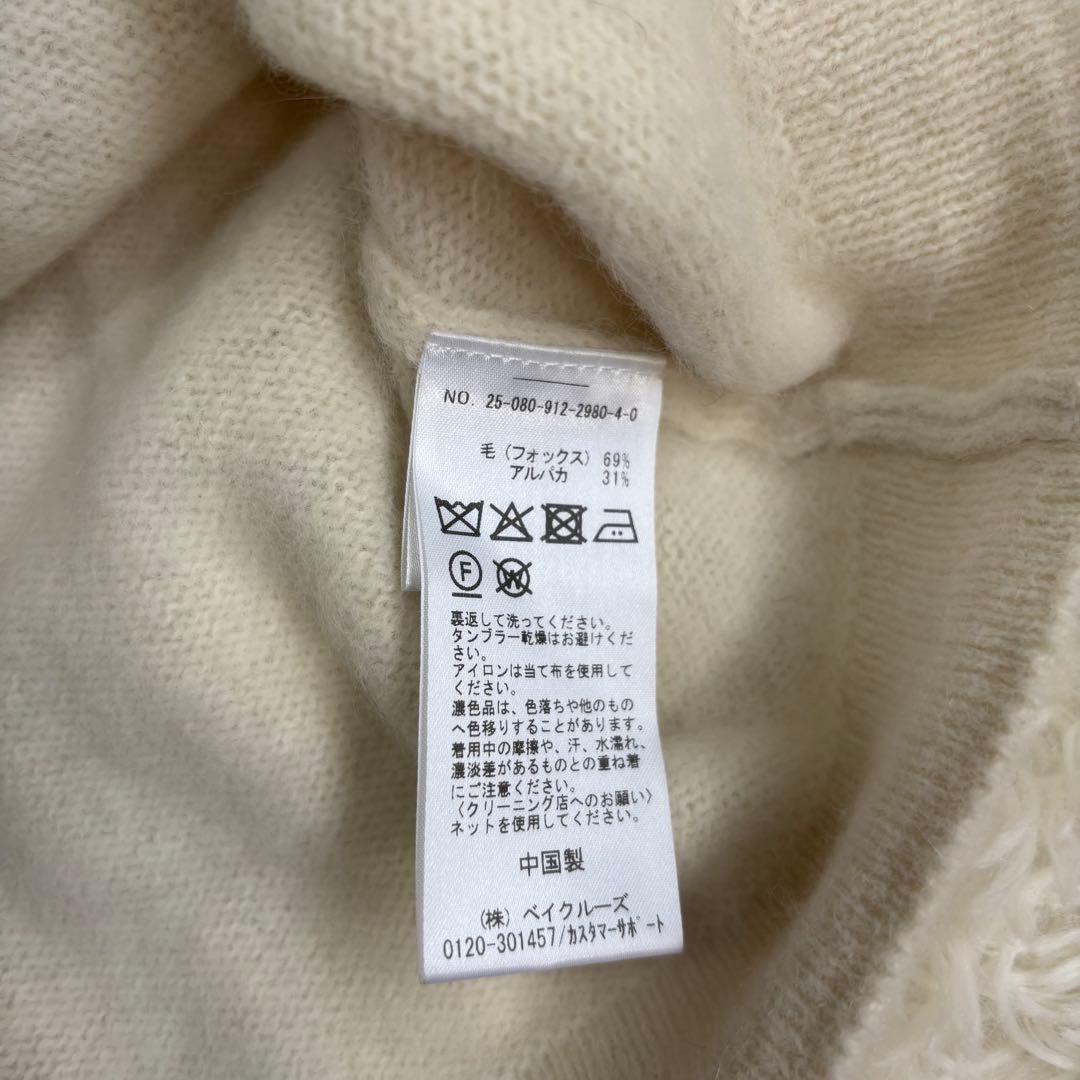 NO. 25-080-912-2980-4-0
毛（フォックス） 69%
アルパカ 31%
F W
裏返して洗ってください。
タンブラー乾燥はお避けくだ
さい。
アイロンは当て布を使用して
ください。
濃色品は、色落ちや他のもの
へ色移りすることがあります。
着用中の摩擦や、汗、水濡れ、
濃淡差があるものとの重ね着
にご注意ください。
〈クリーニング店へのお願い〉
ネットを使用してください。
中国製
（株）ベイクルーズ
0120-301457/ｶｽﾀﾏｰｻﾎﾟｰﾄ